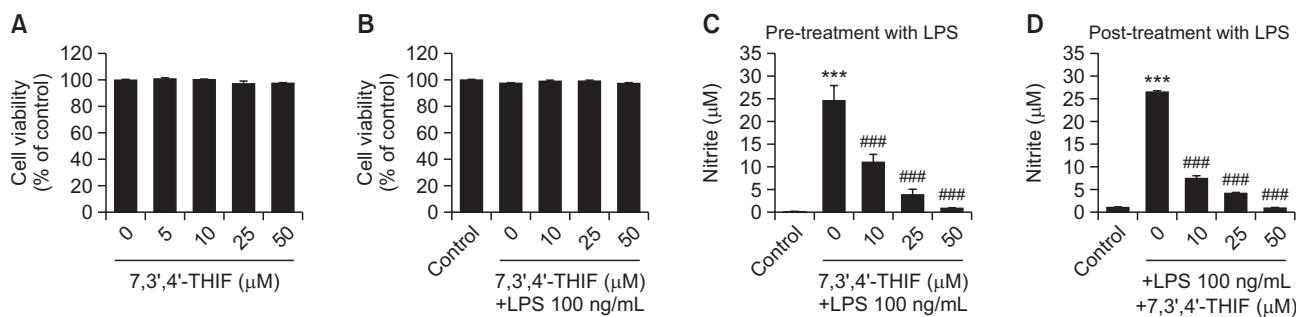 A
Cell viability
(% of control)
120
100
80
60
40
20
0
0
5
10
25
50
7,3',4'-THIF (μM)
B
Cell viability
(% of control)
120
100
80
60
40
20
0
Control
0
10
25
50
7,3',4'-THIF (μM)
+LPS 100 ng/mL
C
Pre-treatment with LPS
Nitrite (μM)
35
30
25
20
15
10
5
0
***
###
###
###
Control
0
10
25
50
7,3',4'-THIF (μM)
+LPS 100 ng/mL
D
Post-treatment with LPS
Nitrite (μM)
35
30
25
20
15
10
5
0
***
###
###
###
Control
0
10
25
50
+LPS 100 ng/mL
+7,3',4'-THIF (μM)